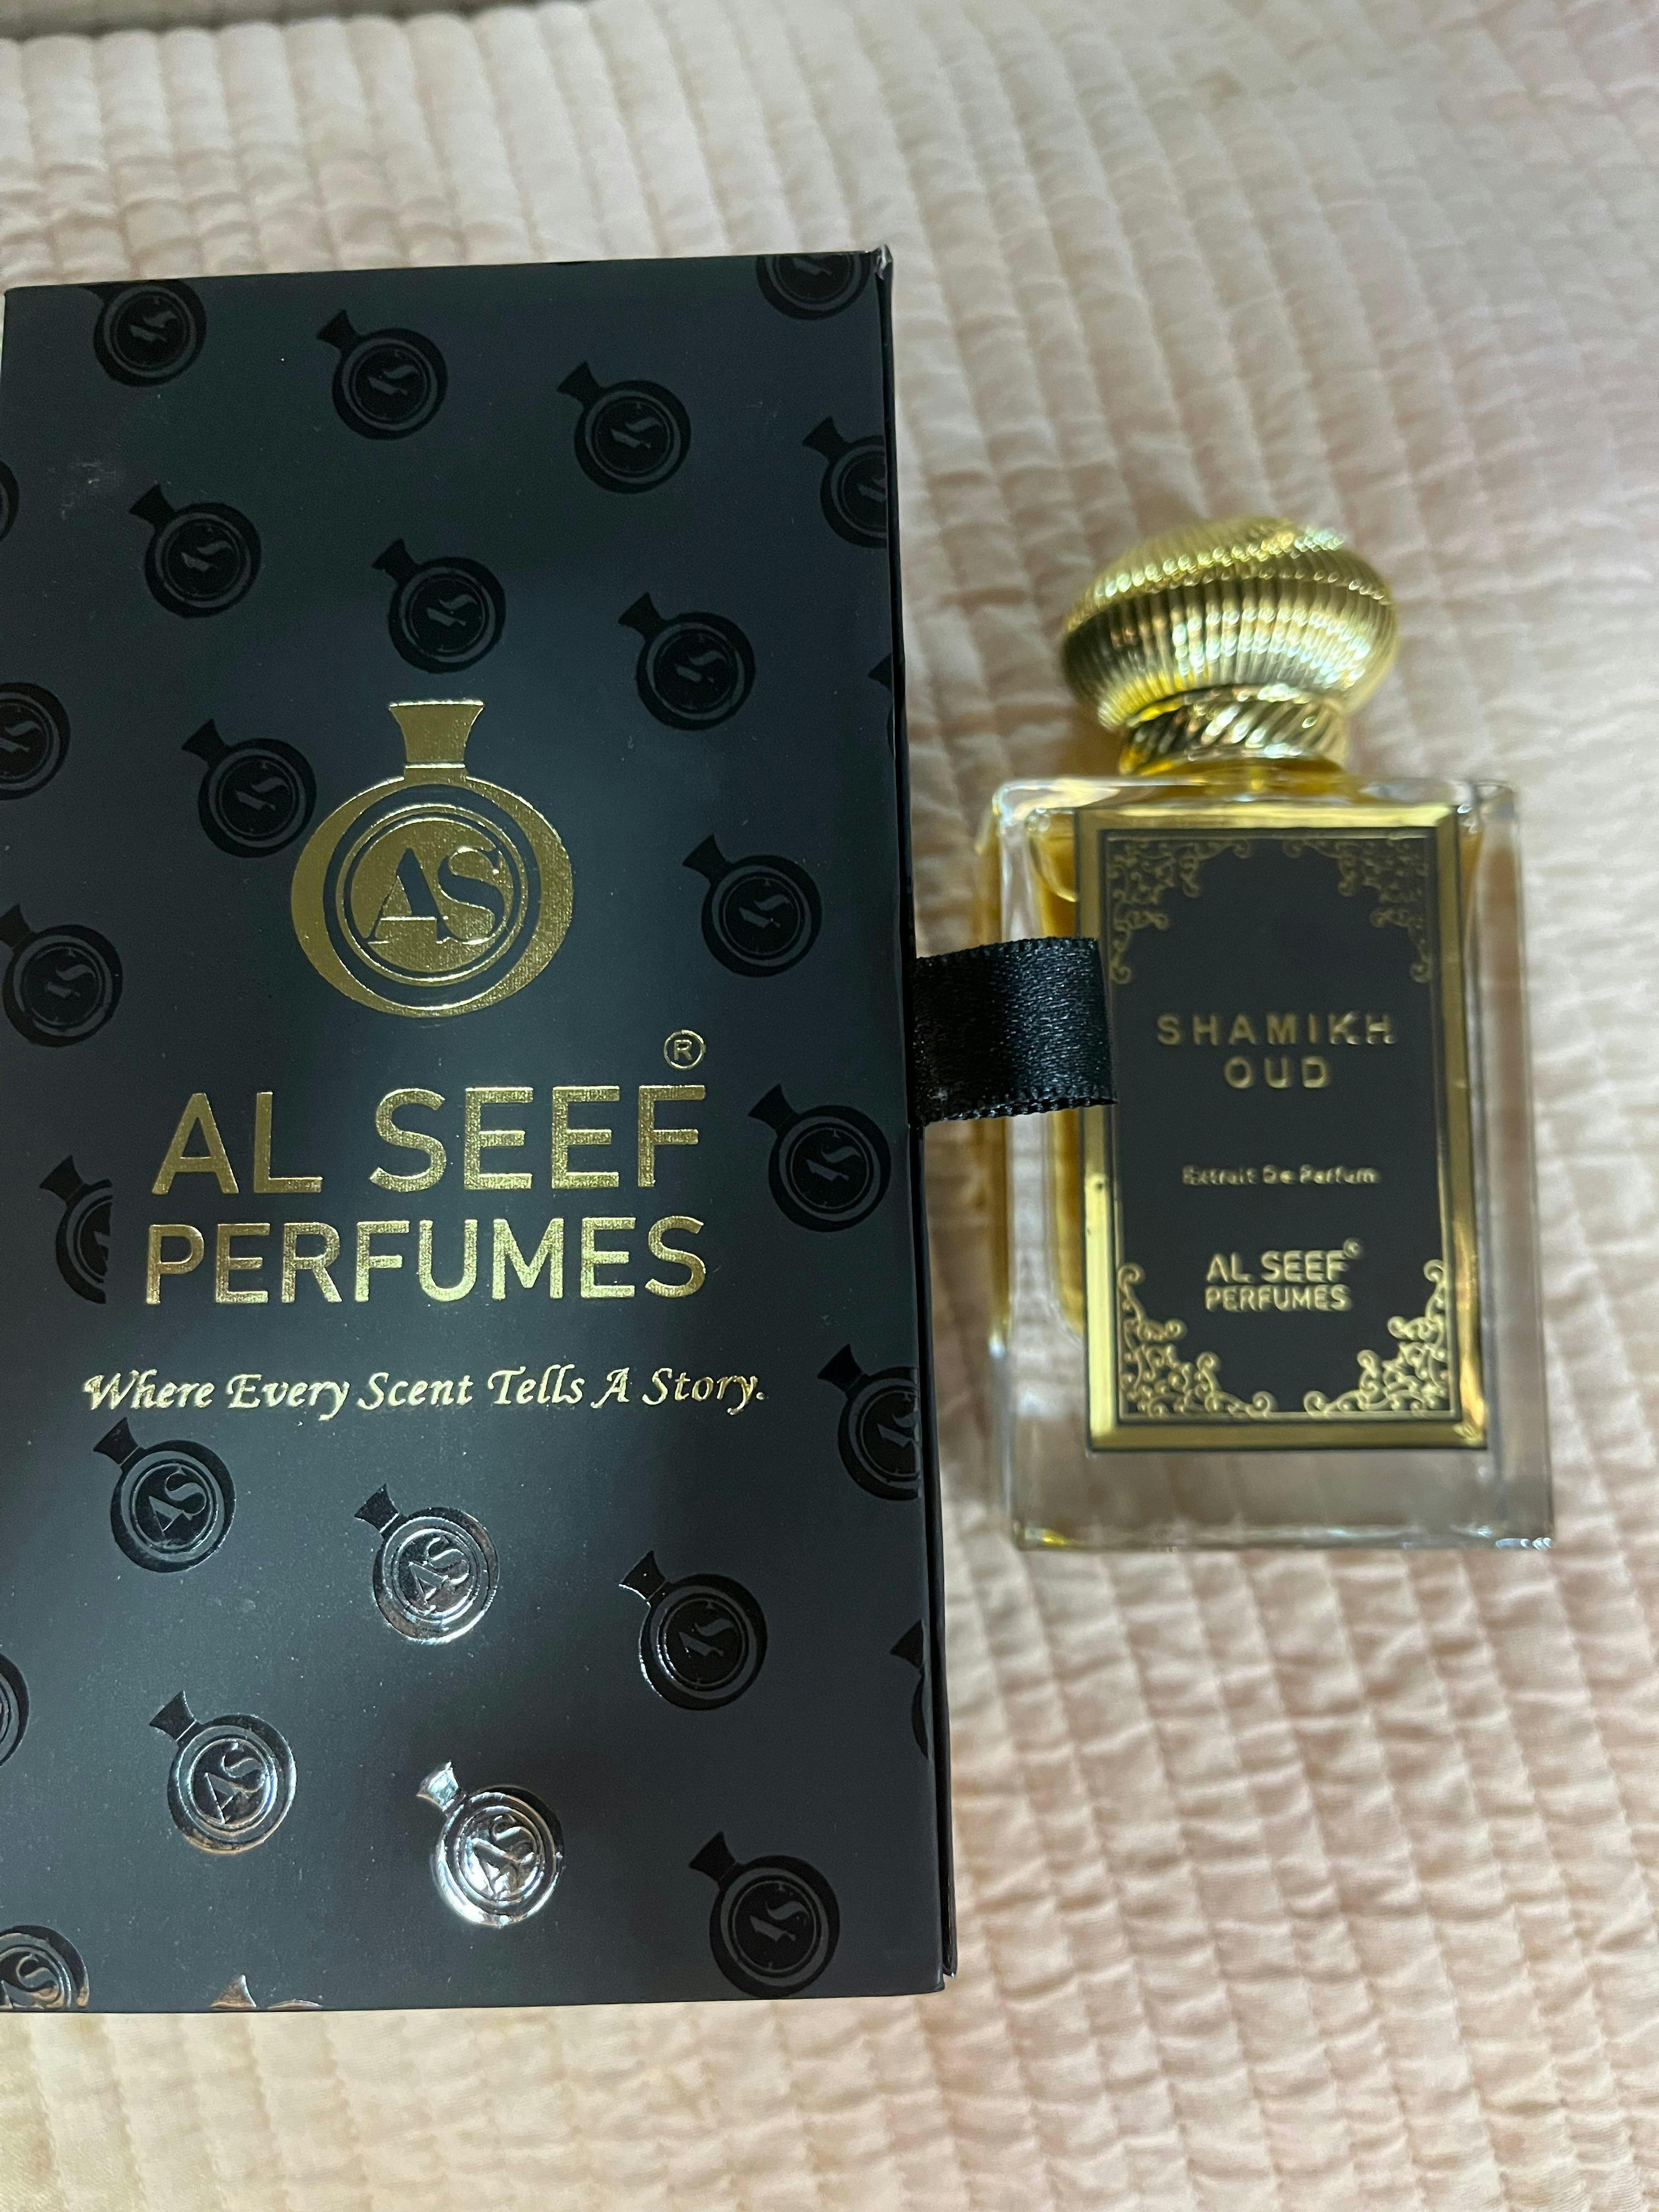 AS
AL SEEF®
PERFUMES
Where Every Scent Tells A Story.
SHAMIKH
OUD
Extrait De Parfum
AL SEEF®
PERFUMES